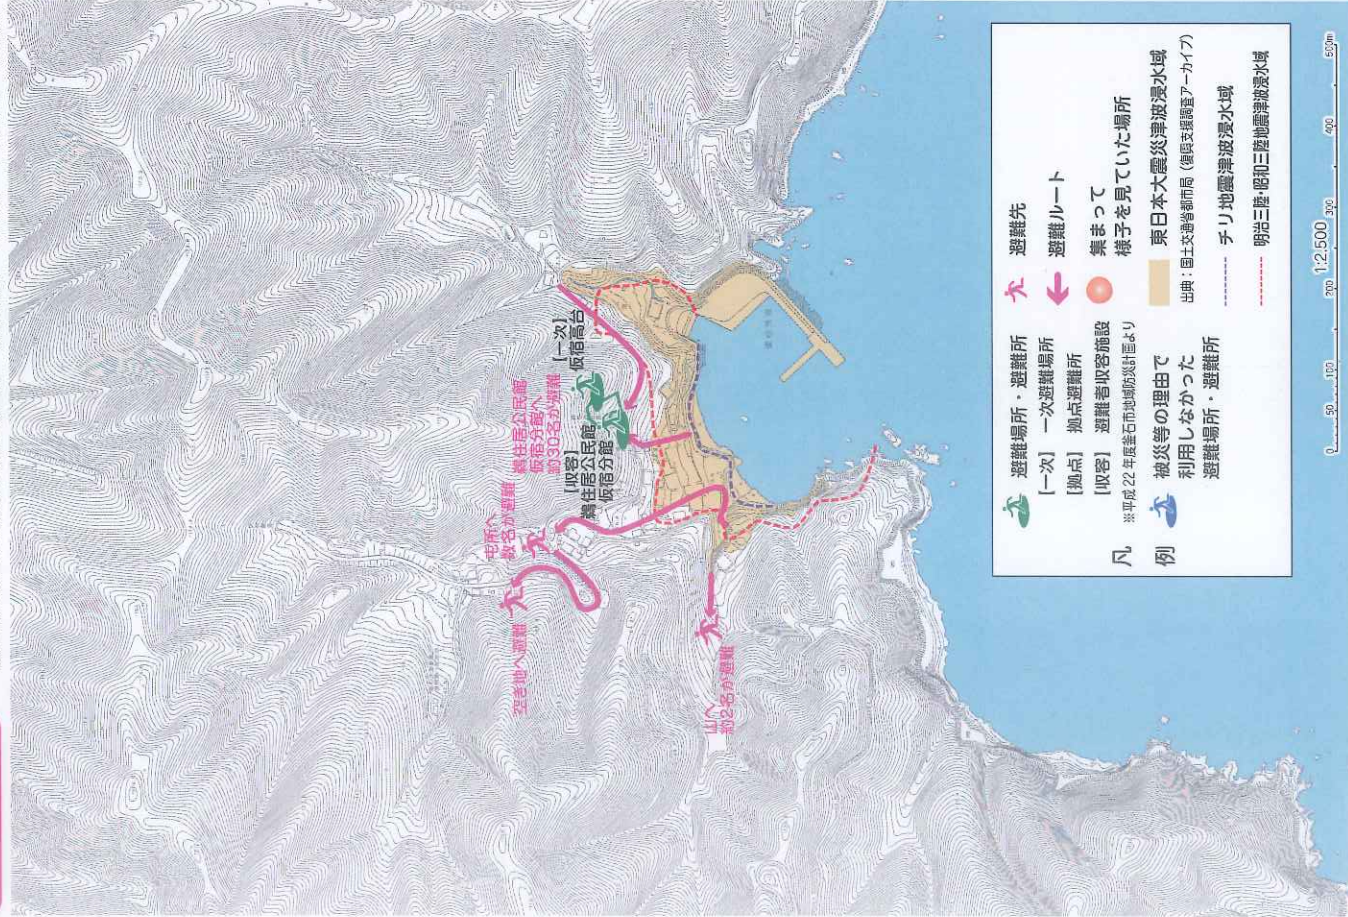 空き地へ避難
屯所へ
数名が避難
鵜住居公民館
仮宿分館へ
約30名が避難
【収容】
鵜住居公民館
仮宿分館
【一次】
仮宿高台
山へ
約2名が避難
凡
例
避難場所・避難所
【一次】 一次避難場所
【拠点】 拠点避難所
【収容】 避難者収容施設
※平成22年度釜石市地域防災計画より
被災等の理由で
利用しなかった
避難場所・避難所
避難先
避難ルート
集まって
様子を見ていた場所
東日本大震災津波浸水域
出典：国土交通省都市局（復興支援調査アーカイブ）
チリ地震津波浸水域
明治三陸・昭和三陸地震津波浸水域
1:2,500
0 50 100 200 300 400 500m